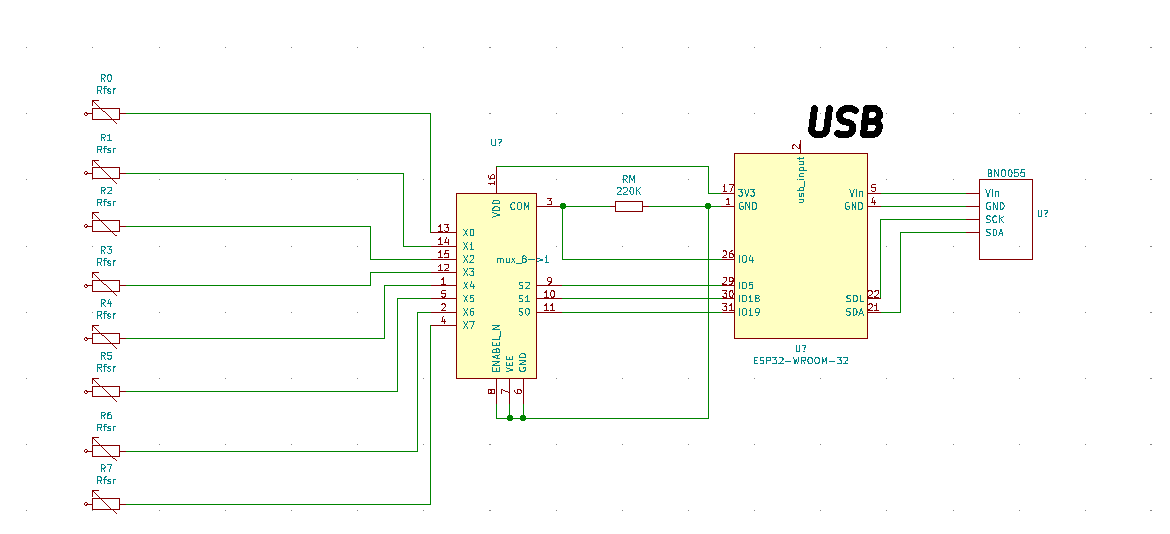 USB
R0
Rfsr
R1
Rfsr
R2
Rfsr
R3
Rfsr
R4
Rfsr
R5
Rfsr
R6
Rfsr
R7
Rfsr
U?
16
VDD
COM 3
13 X0
14 X1
15 X2
12 X3
1 X4
5 X5
2 X6
4 X7
mux_8->1
S2 9
S1 10
S0 11
ENABEL_N
VEE
GND
8
7
6
RM
220K
2
usb_input
17 3V3
1 GND
26 IO4
29 IO5
30 IO18
31 IO19
Vin 5
GND 4
SDL 22
SDA 21
U?
ESP32-WROOM-32
BNO055
Vin
GND
SCK
SDA
U?